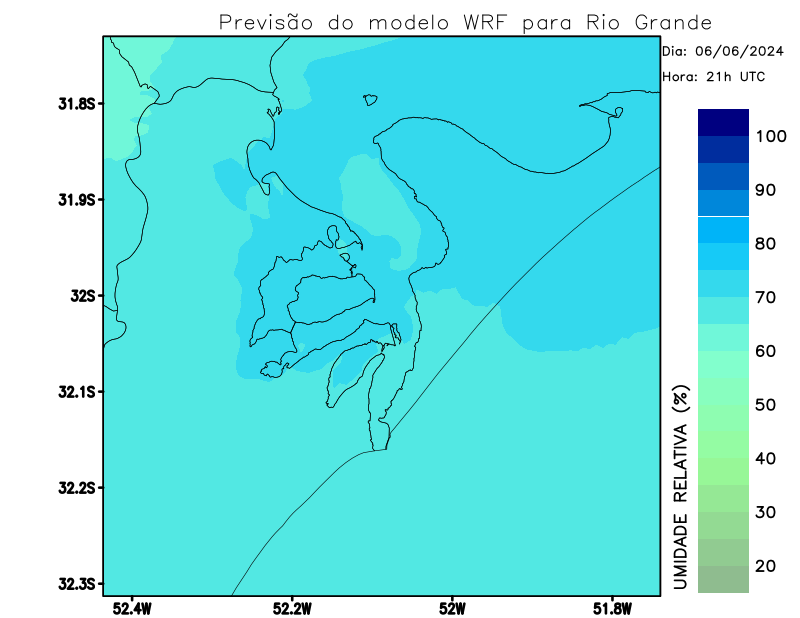 Previsão do modelo WRF para Rio Grande
Dia: 06/06/2024
Hora: 21h UTC
31.8S
31.9S
32S
32.1S
32.2S
32.3S
52.4W
52.2W
52W
51.8W
100
90
80
70
60
50
40
30
20
UMIDADE RELATIVA (%)